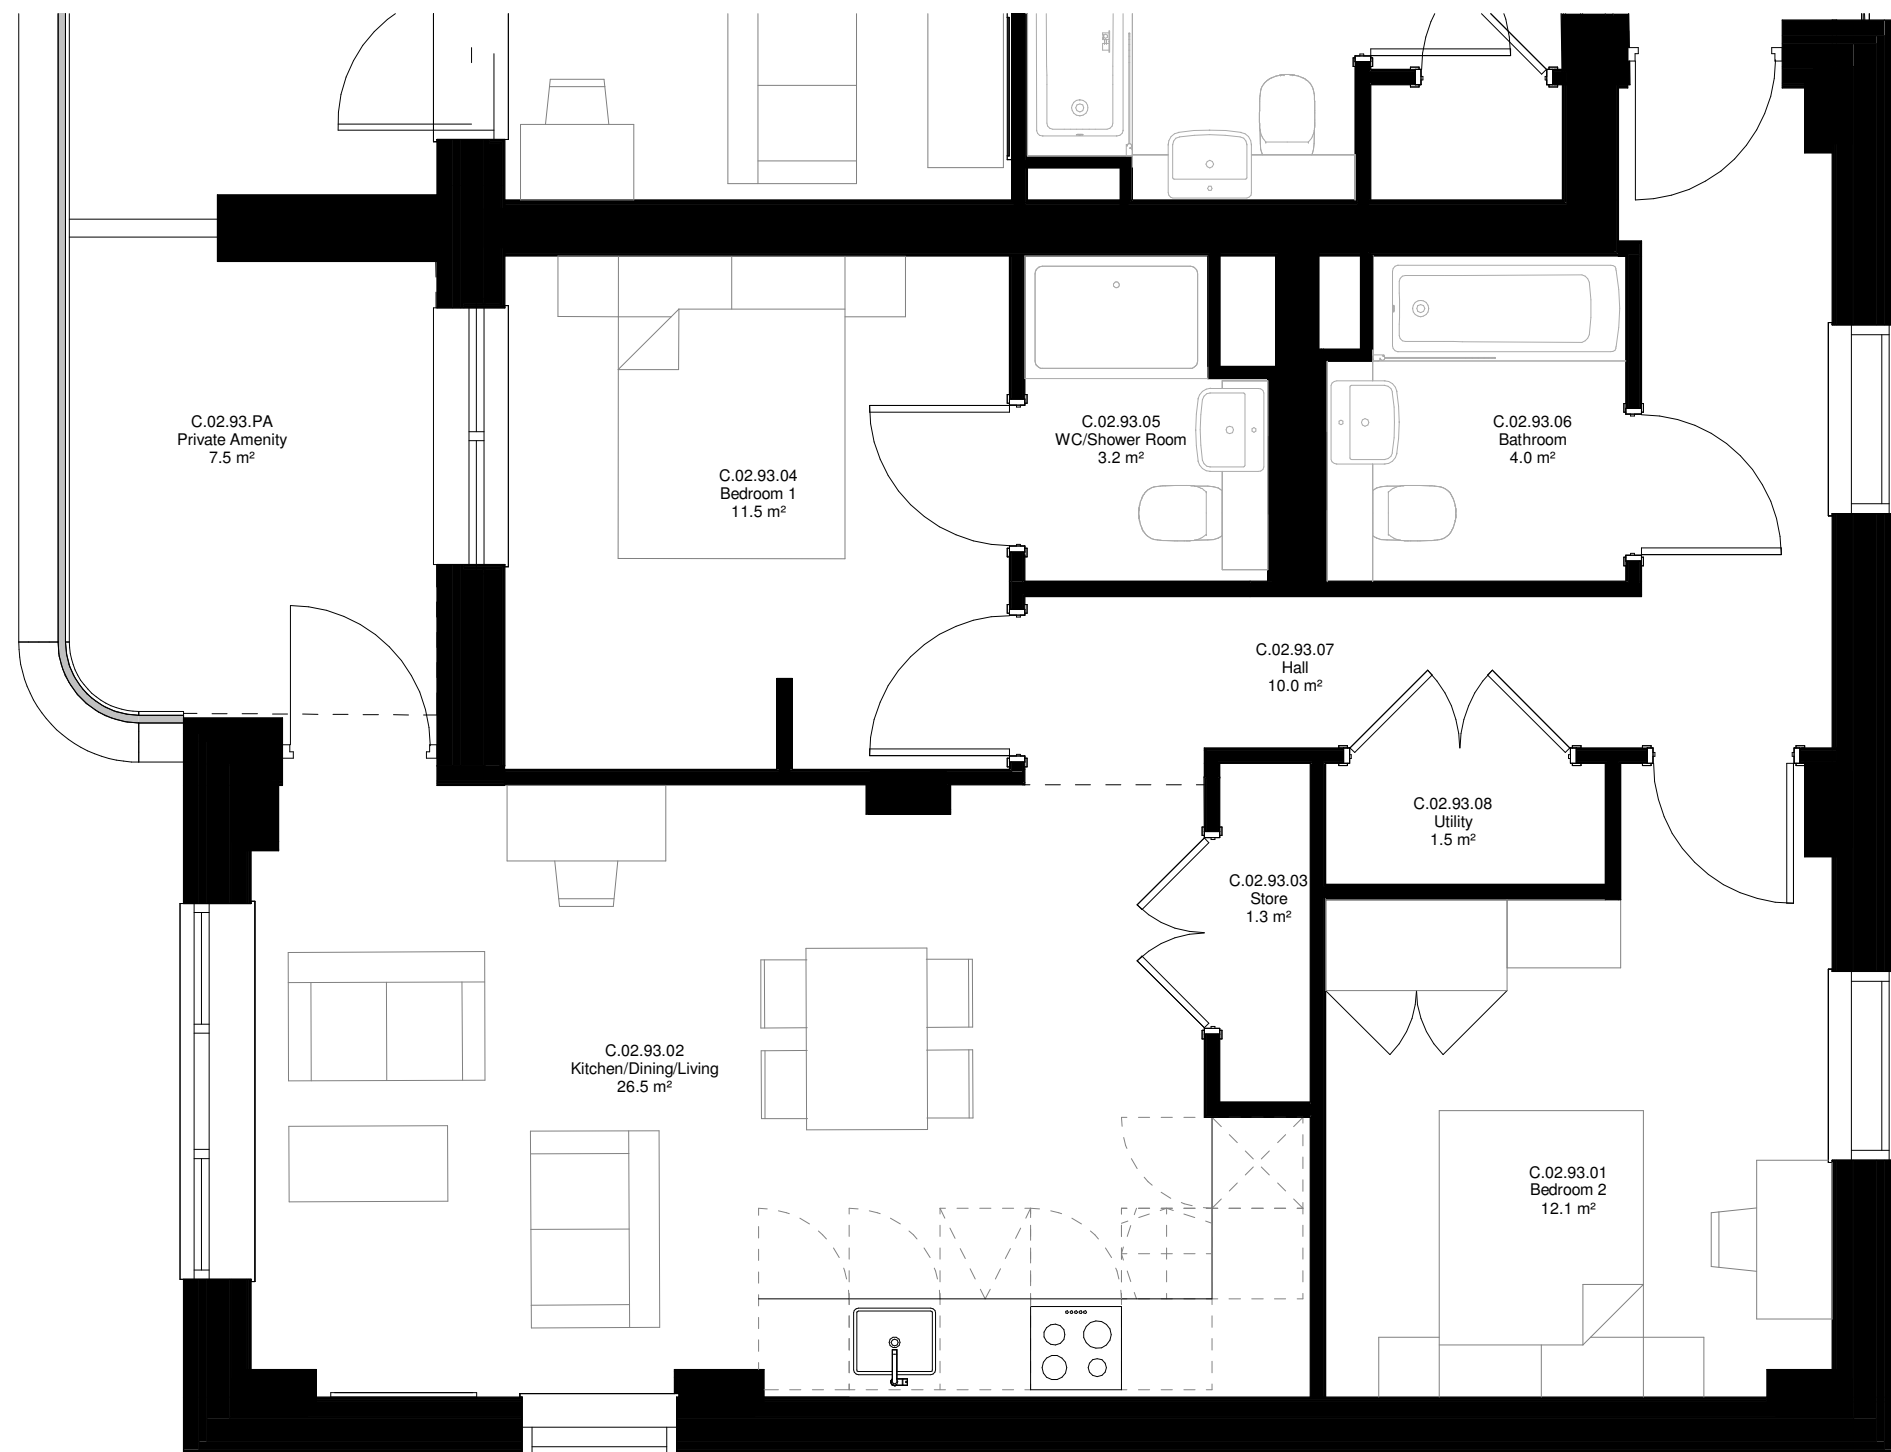 C.02.93.PA
Private Amenity
7.5 m²
C.02.93.04
Bedroom 1
11.5 m²
C.02.93.05
WC/Shower Room
3.2 m²
C.02.93.06
Bathroom
4.0 m²
C.02.93.07
Hall
10.0 m²
C.02.93.08
Utility
1.5 m²
C.02.93.03
Store
1.3 m²
C.02.93.02
Kitchen/Dining/Living
26.5 m²
C.02.93.01
Bedroom 2
12.1 m²